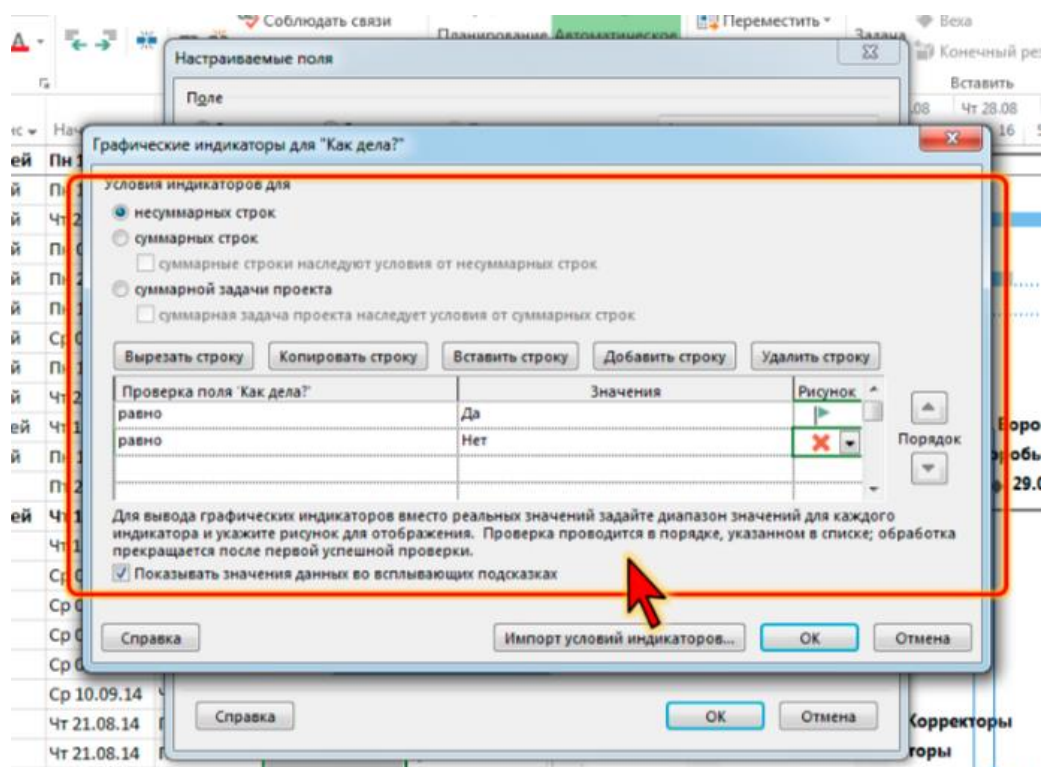 Соблюдать связи
Планирование Автоматическое
Переместить
Задача
Веха
Конечный рез
Вставить
Настраиваемые поля
Поле
.08 Чт 28.08
16
Графические индикаторы для "Как дела?"
Условия индикаторов для
несуммарных строк
суммарных строк
суммарные строки наследуют условия от несуммарных строк
суммарной задачи проекта
суммарная задача проекта наследует условия от суммарных строк
Вырезать строку Копировать строку Вставить строку Добавить строку Удалить строку
Проверка поля 'Как дела?' Значения Рисунок
равно Да
равно Нет
Порядок
Для вывода графических индикаторов вместо реальных значений задайте диапазон значений для каждого
индикатора и укажите рисунок для отображения. Проверка проводится в порядке, указанном в списке; обработка
прекращается после первой успешной проверки.
Показывать значения данных во всплывающих подсказках
Справка Импорт условий индикаторов... ОК Отмена
Ср 10.09.14
Справка ОК Отмена
Чт 21.08.14
Корректоры
Чт 21.08.14
торы
29.0